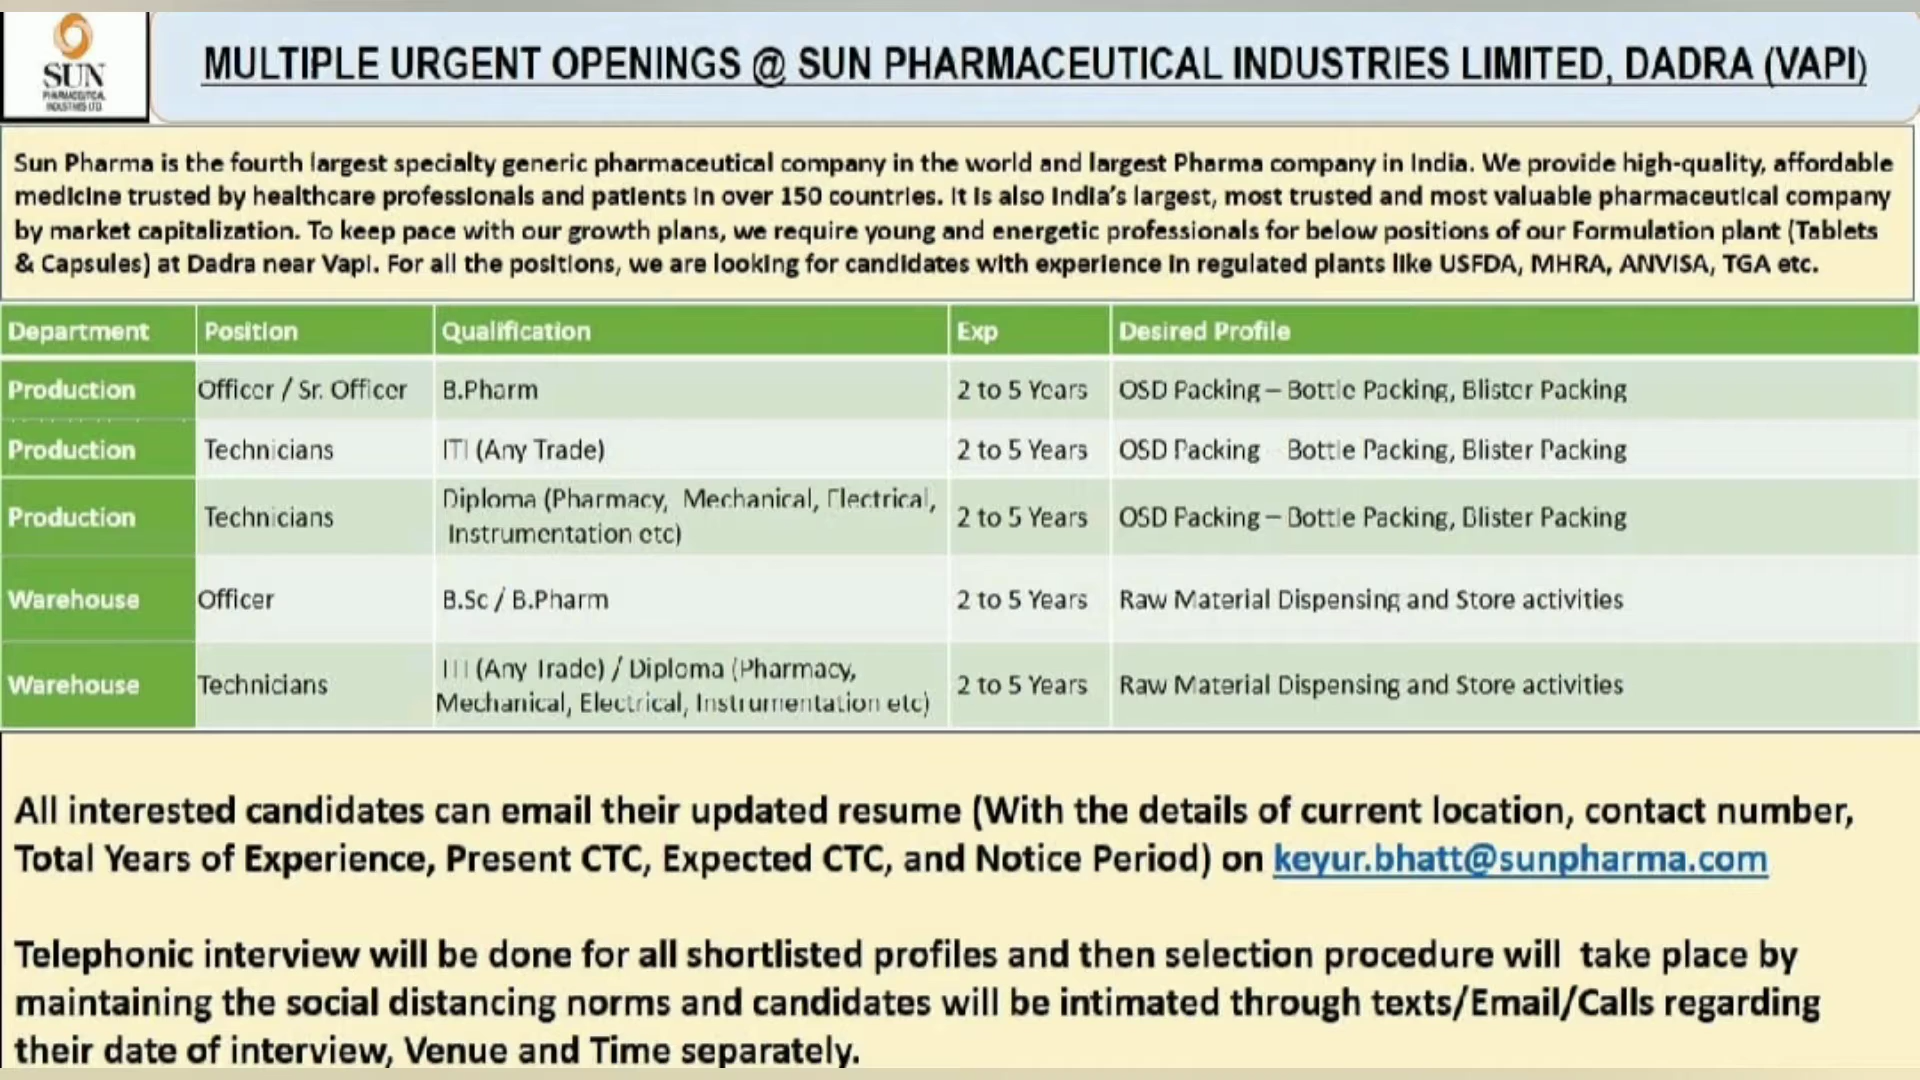 SUN
PHARMACEUTICAL
INDUSTRIES LTD
MULTIPLE URGENT OPENINGS @ SUN PHARMACEUTICAL INDUSTRIES LIMITED, DADRA (VAPI)
Sun Pharma is the fourth largest specialty generic pharmaceutical company in the world and largest Pharma company in India. We provide high-quality, affordable
medicine trusted by healthcare professionals and patients in over 150 countries. It is also India's largest, most trusted and most valuable pharmaceutical company
by market capitalization. To keep pace with our growth plans, we require young and energetic professionals for below positions of our Formulation plant (Tablets
& Capsules) at Dadra near Vapi. For all the positions, we are looking for candidates with experience in regulated plants like USFDA, MHRA, ANVISA, TGA etc.
Department Position Qualification Exp Desired Profile
Production Officer / Sr. Officer B.Pharm 2 to 5 Years OSD Packing – Bottle Packing, Blister Packing
Production Technicians ITI (Any Trade) 2 to 5 Years OSD Packing Bottle Packing, Blister Packing
Production Technicians Diploma (Pharmacy, Mechanical, Electrical,
Instrumentation etc) 2 to 5 Years OSD Packing – Bottle Packing, Blister Packing
Warehouse Officer B.Sc / B.Pharm 2 to 5 Years Raw Material Dispensing and Store activities
Warehouse Technicians ITI (Any Trade) / Diploma (Pharmacy,
Mechanical, Electrical, Instrumentation etc) 2 to 5 Years Raw Material Dispensing and Store activities
All interested candidates can email their updated resume (With the details of current location, contact number,
Total Years of Experience, Present CTC, Expected CTC, and Notice Period) on keyur.bhatt@sunpharma.com
Telephonic interview will be done for all shortlisted profiles and then selection procedure will take place by
maintaining the social distancing norms and candidates will be intimated through texts/Email/Calls regarding
their date of interview, Venue and Time separately.